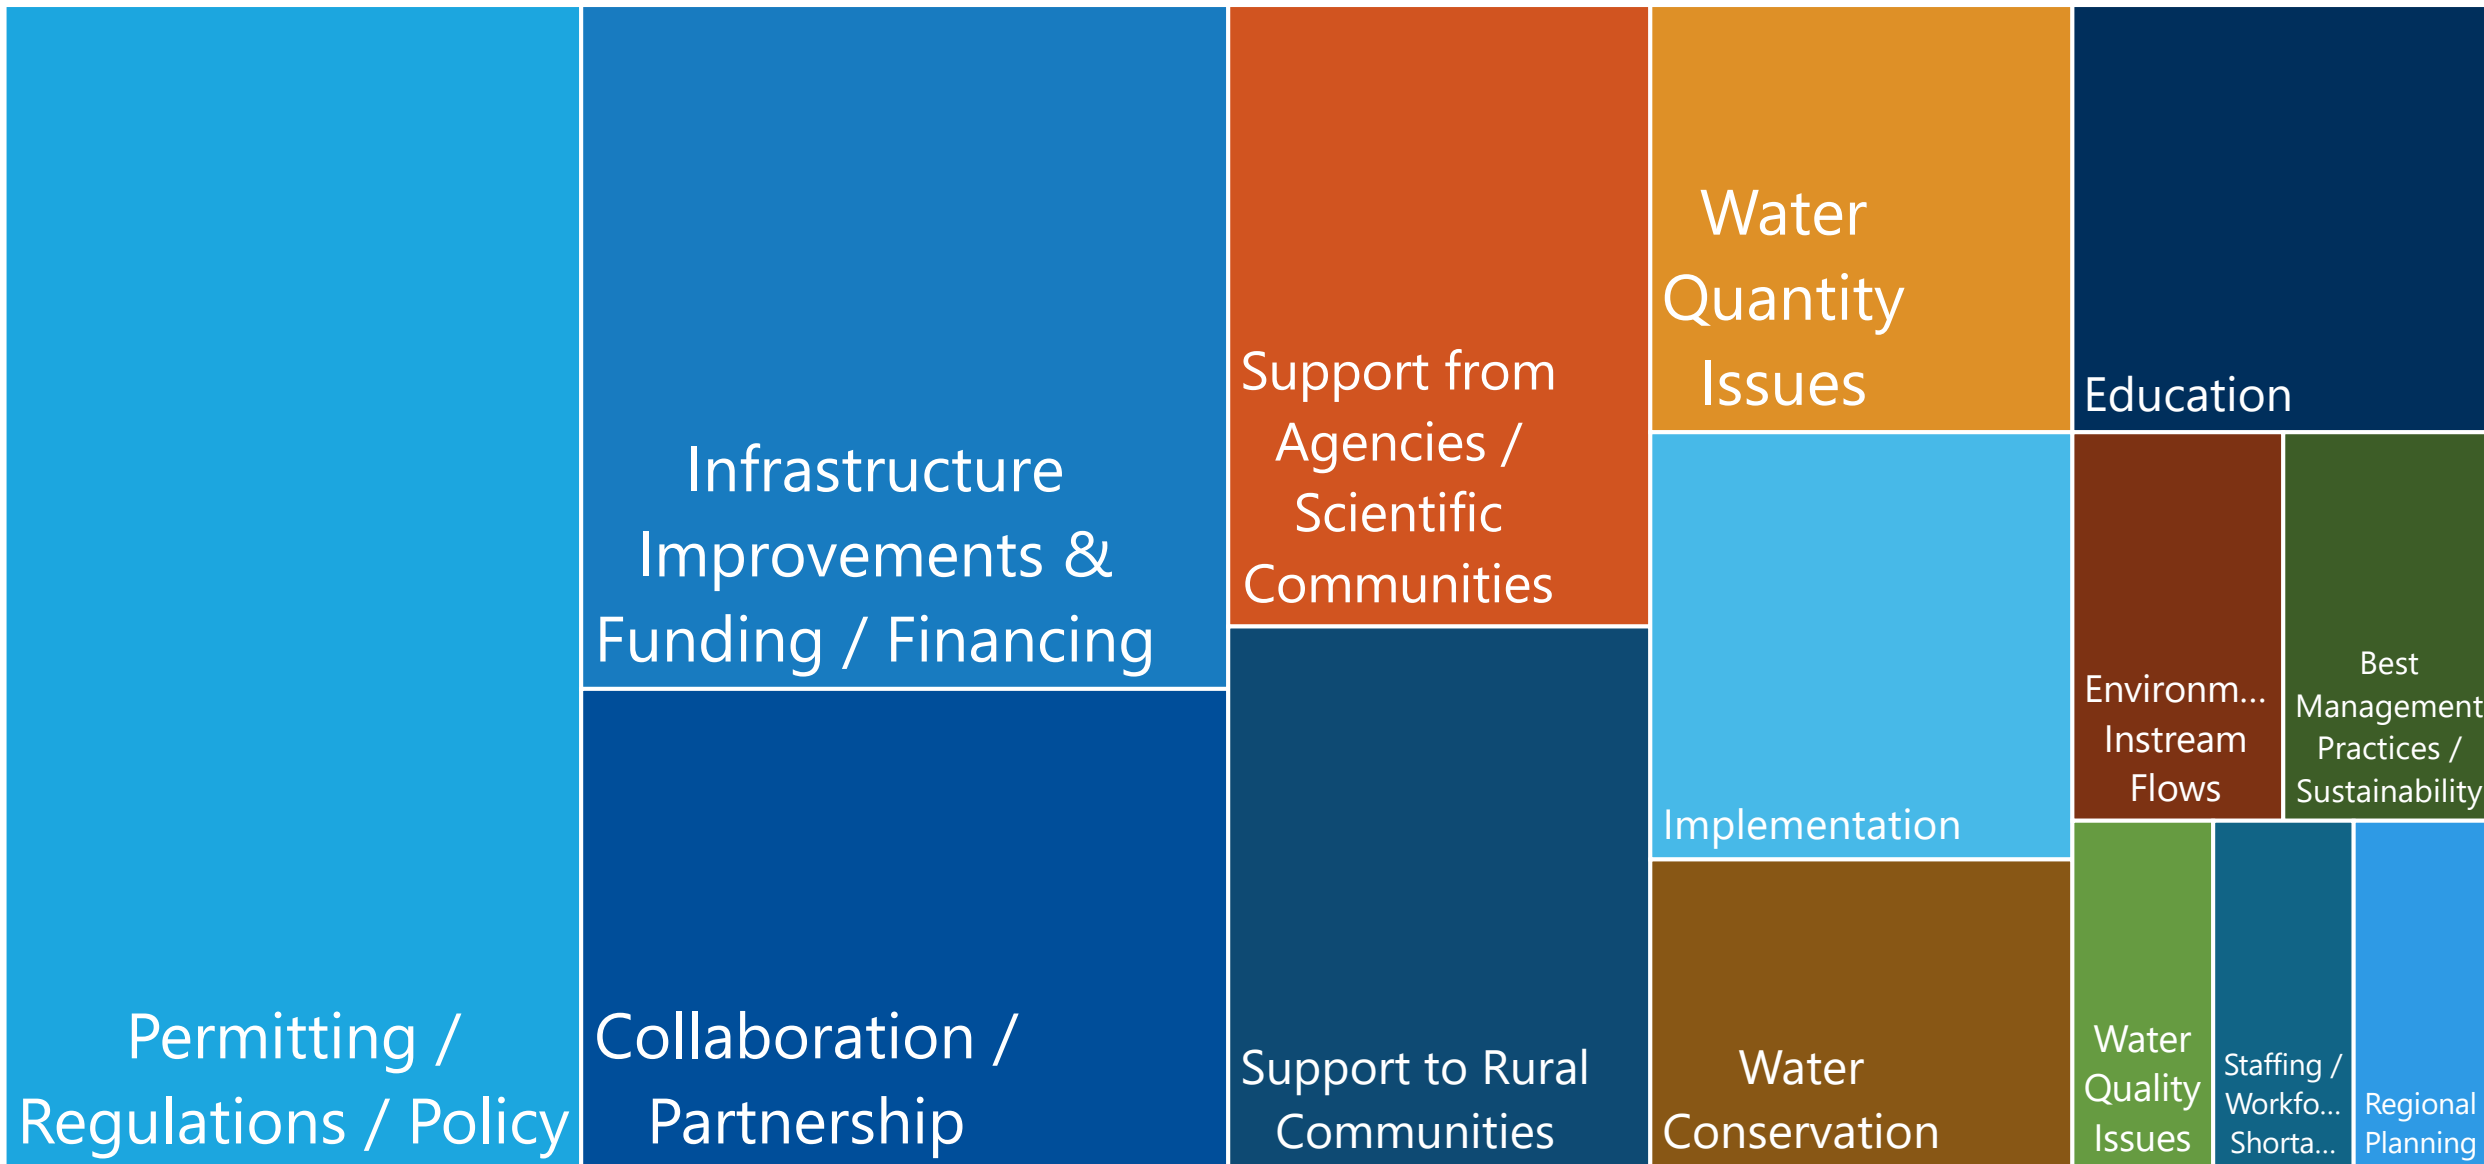 Permitting /
Regulations / Policy
Infrastructure
Improvements &
Funding / Financing
Collaboration /
Partnership
Support from
Agencies /
Scientific
Communities
Support to Rural
Communities
Water
Quantity
Issues
Implementation
Water
Conservation
Education
Environm...
Instream
Flows
Best
Management
Practices /
Sustainability
Water
Quality
Issues
Staffing /
Workfo...
Shorta...
Regional
Planning